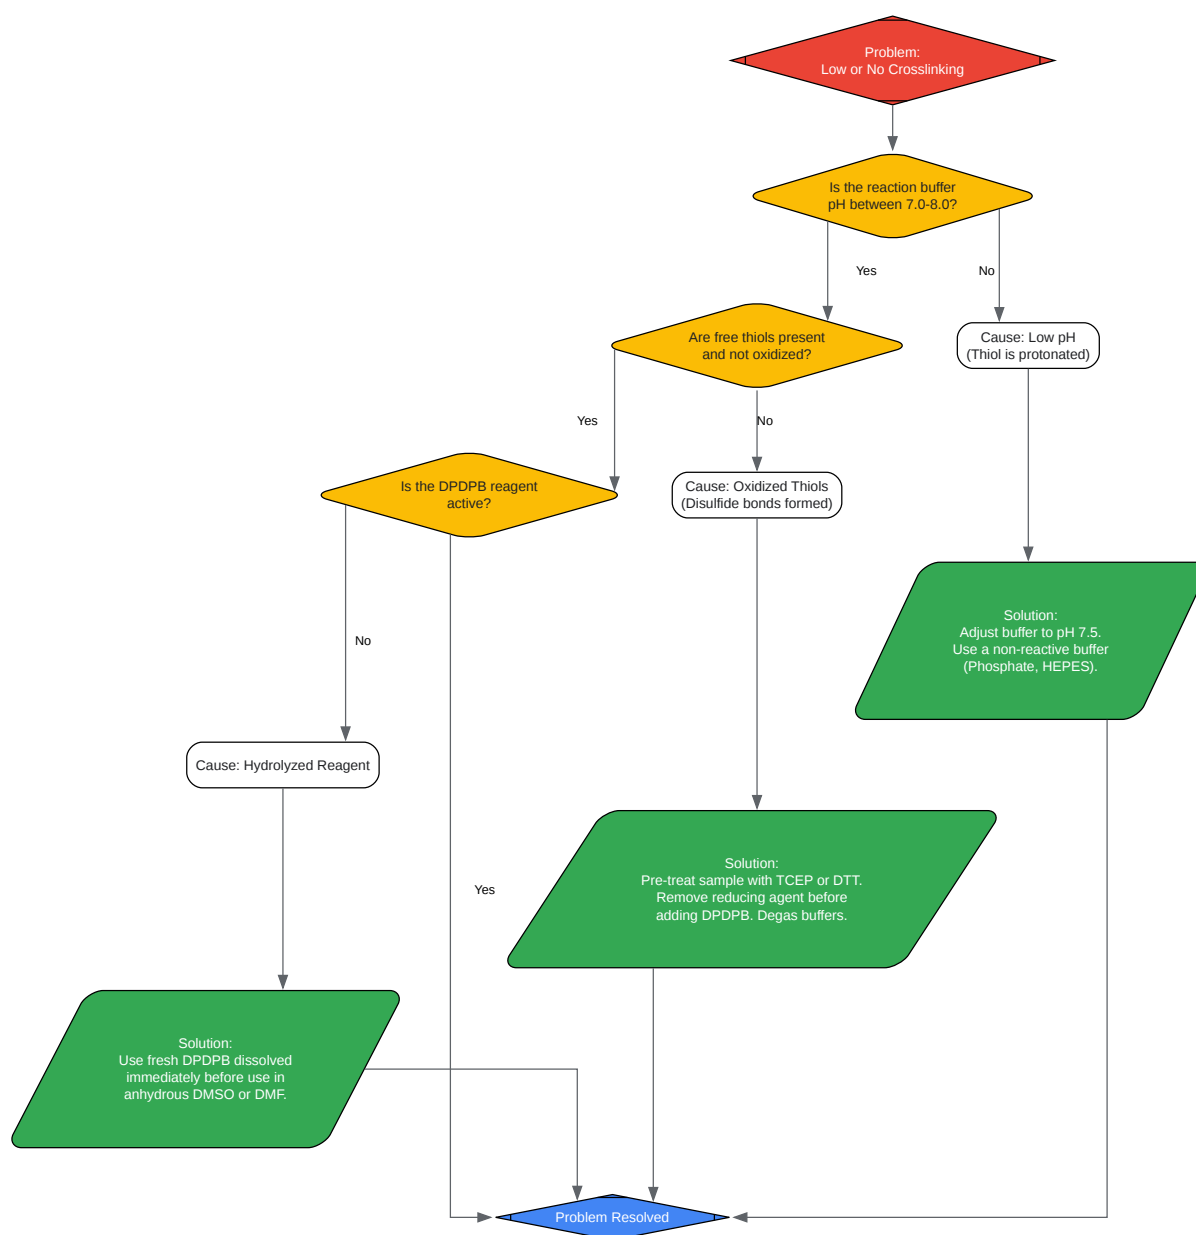 Problem:
Low or No Crosslinking
Is the reaction buffer
pH between 7.0-8.0?
Yes
No
Are free thiols present
and not oxidized?
Cause: Low pH
(Thiol is protonated)
Yes
No
Is the DPDPB reagent
active?
Cause: Oxidized Thiols
(Disulfide bonds formed)
Solution:
Adjust buffer to pH 7.5.
Use a non-reactive buffer
(Phosphate, HEPES).
No
Cause: Hydrolyzed Reagent
Yes
Solution:
Pre-treat sample with TCEP or DTT.
Remove reducing agent before
adding DPDPB. Degas buffers.
Solution:
Use fresh DPDPB dissolved
immediately before use in
anhydrous DMSO or DMF.
Problem Resolved